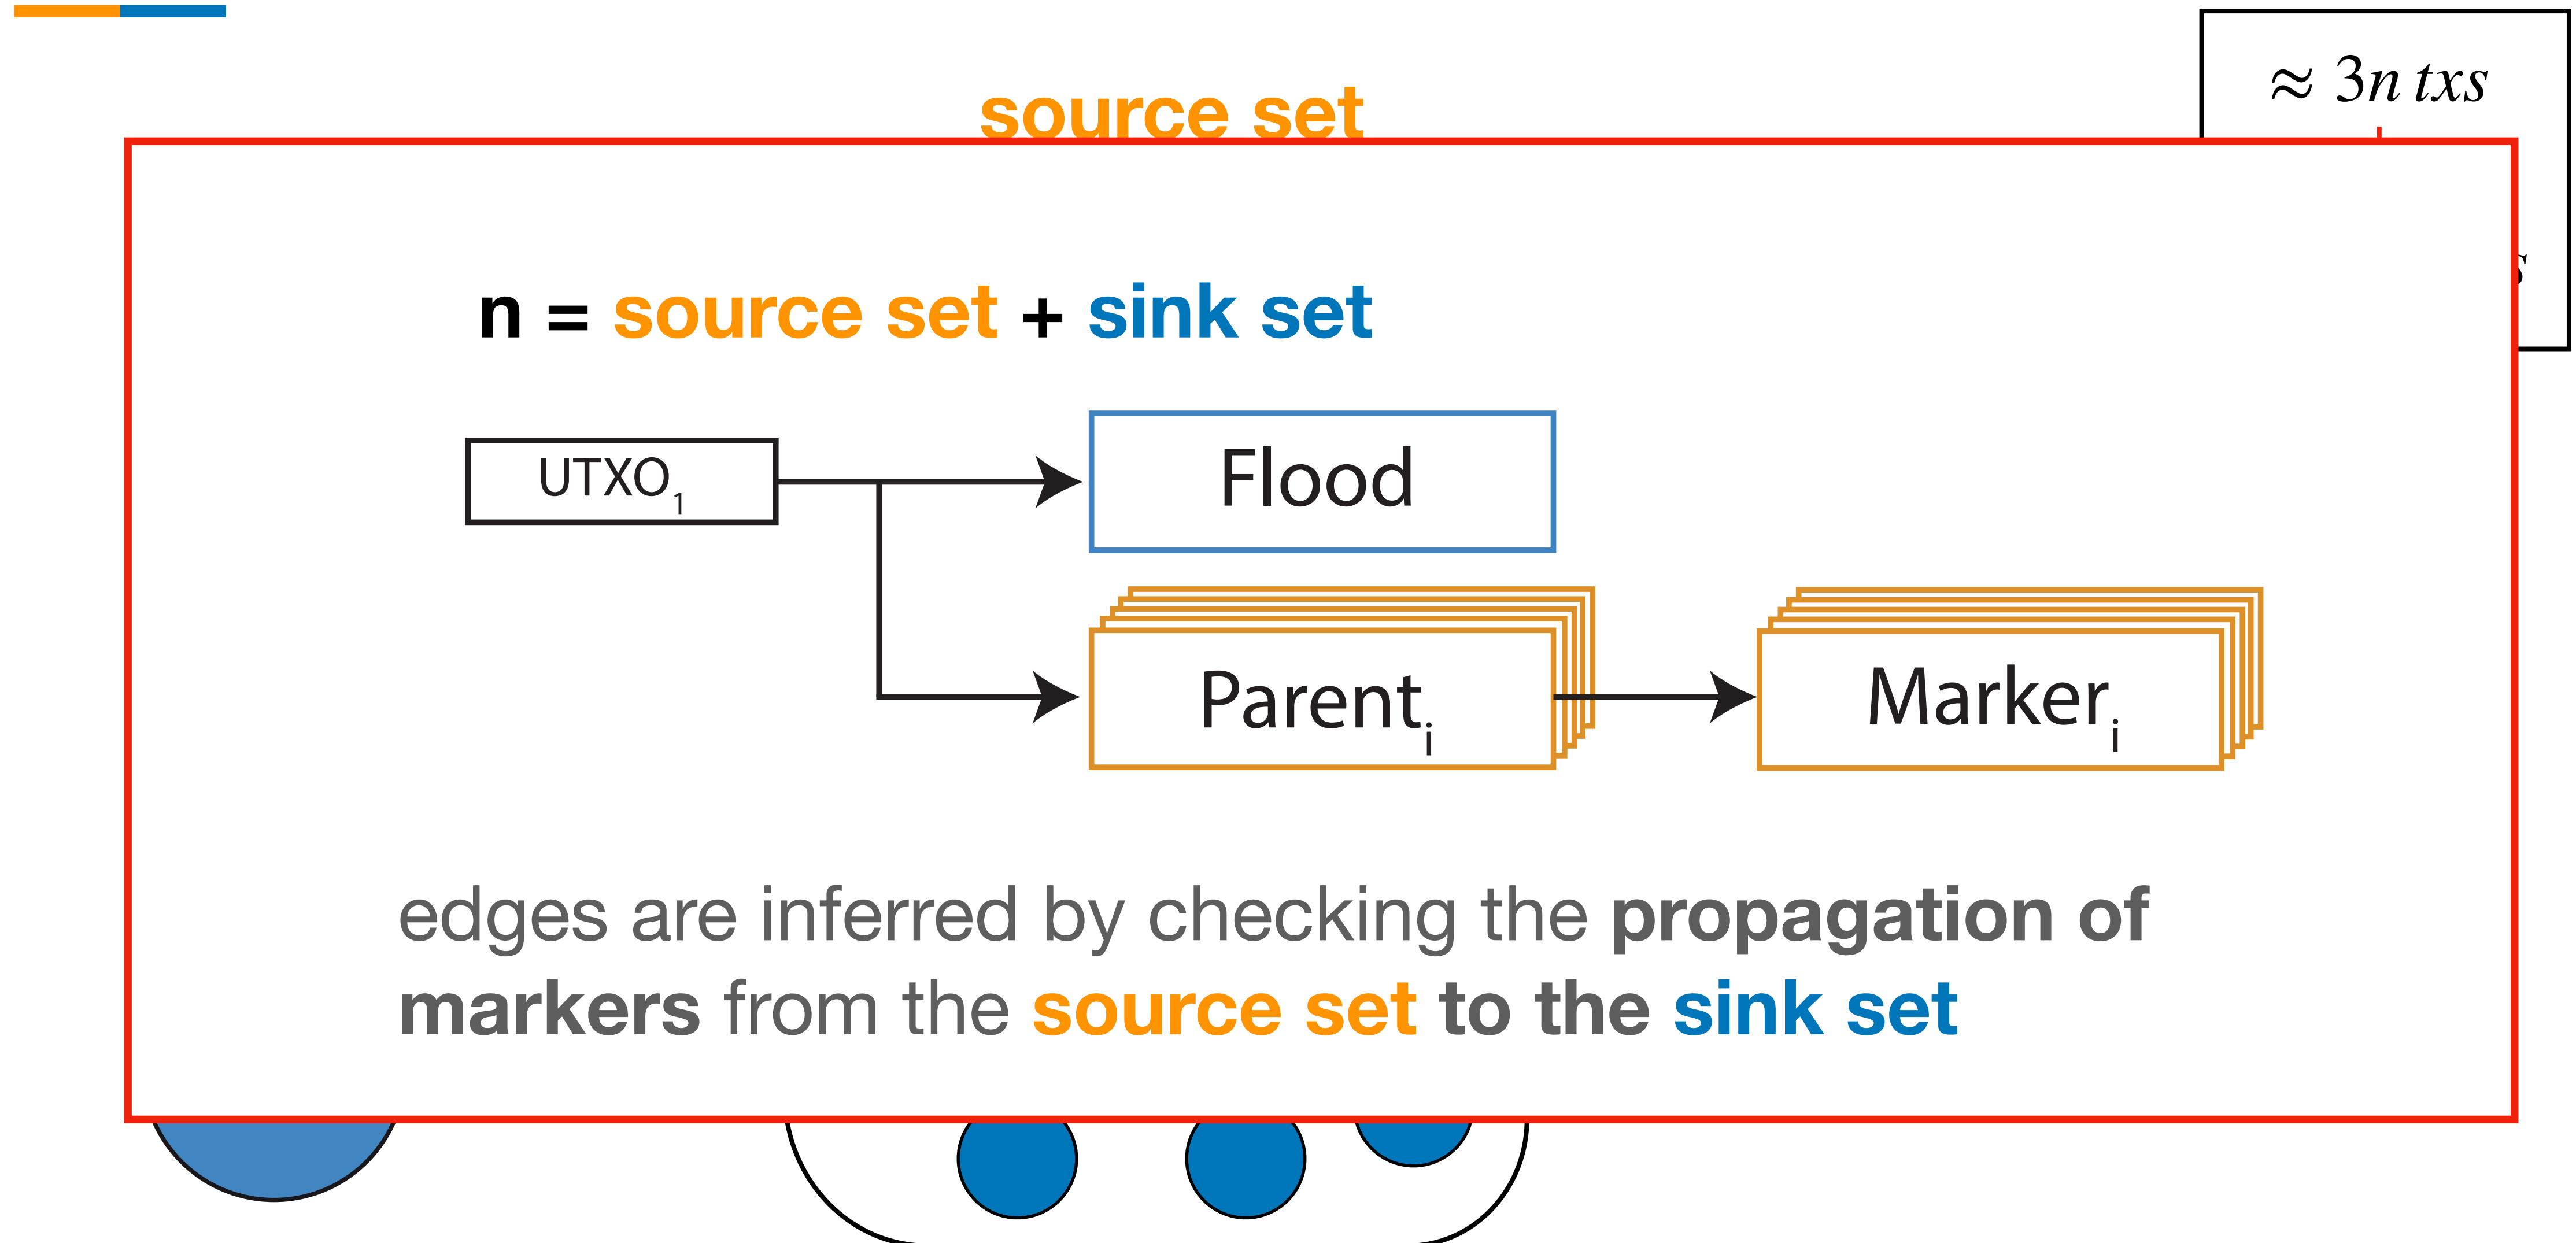 ≈ 3n txs
source set
n = source set + sink set
UTXO₁
Flood
Parentᵢ
Markerᵢ
edges are inferred by checking the propagation of
markers from the source set to the sink set